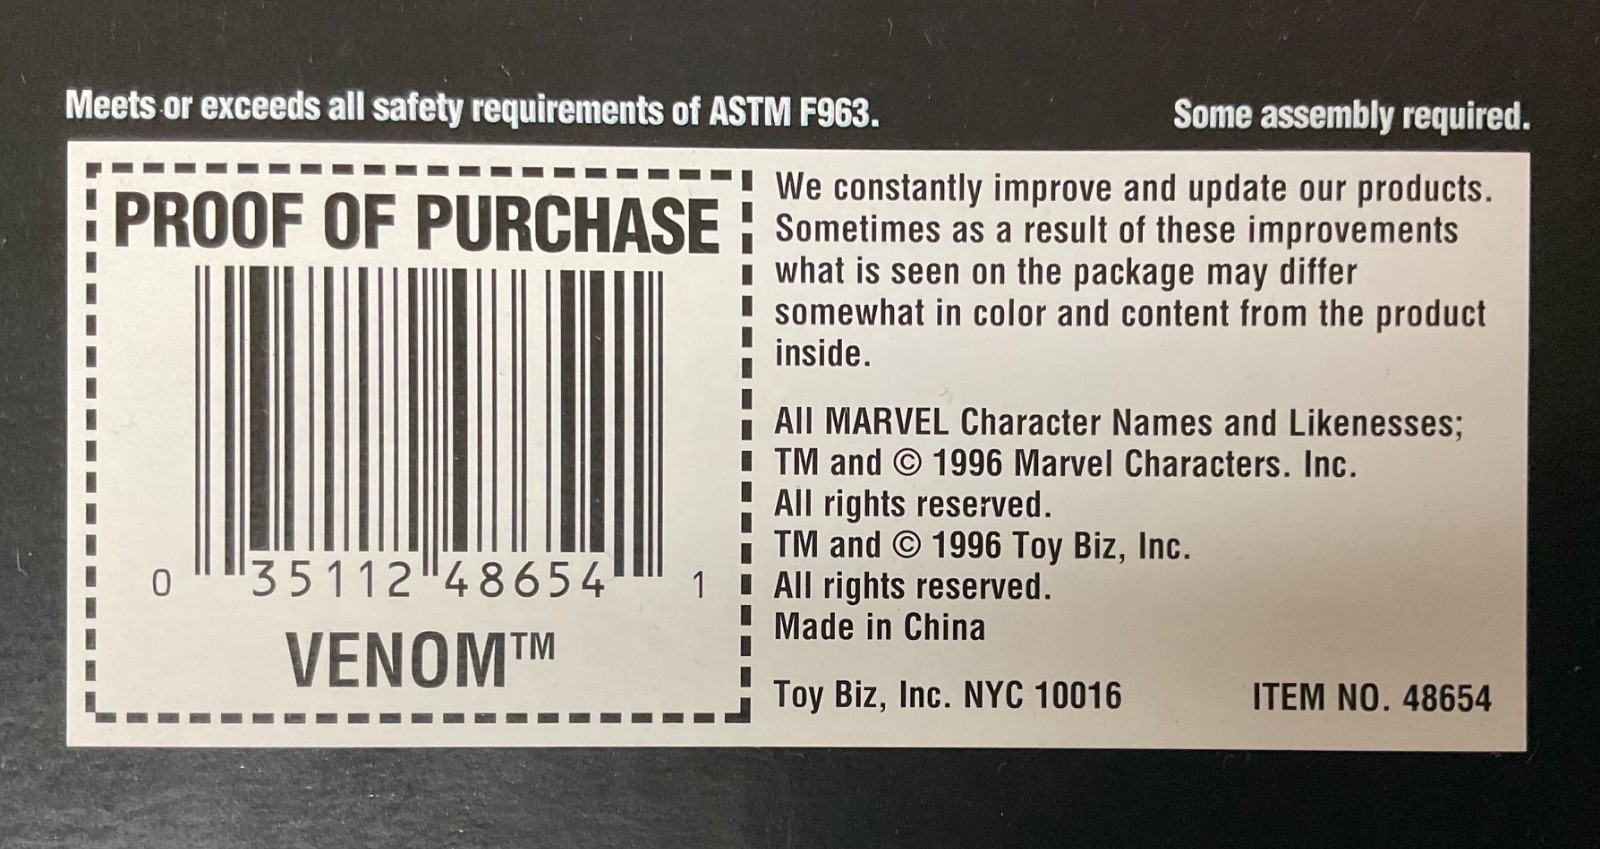 Meets or exceeds all safety requirements of ASTM F963.
Some assembly required.
PROOF OF PURCHASE
0 35112 48654 1
VENOM™
We constantly improve and update our products.
Sometimes as a result of these improvements
what is seen on the package may differ
somewhat in color and content from the product
inside.
All MARVEL Character Names and Likenesses;
TM and © 1996 Marvel Characters. Inc.
All rights reserved.
TM and © 1996 Toy Biz, Inc.
All rights reserved.
Made in China
Toy Biz, Inc. NYC 10016
ITEM NO. 48654